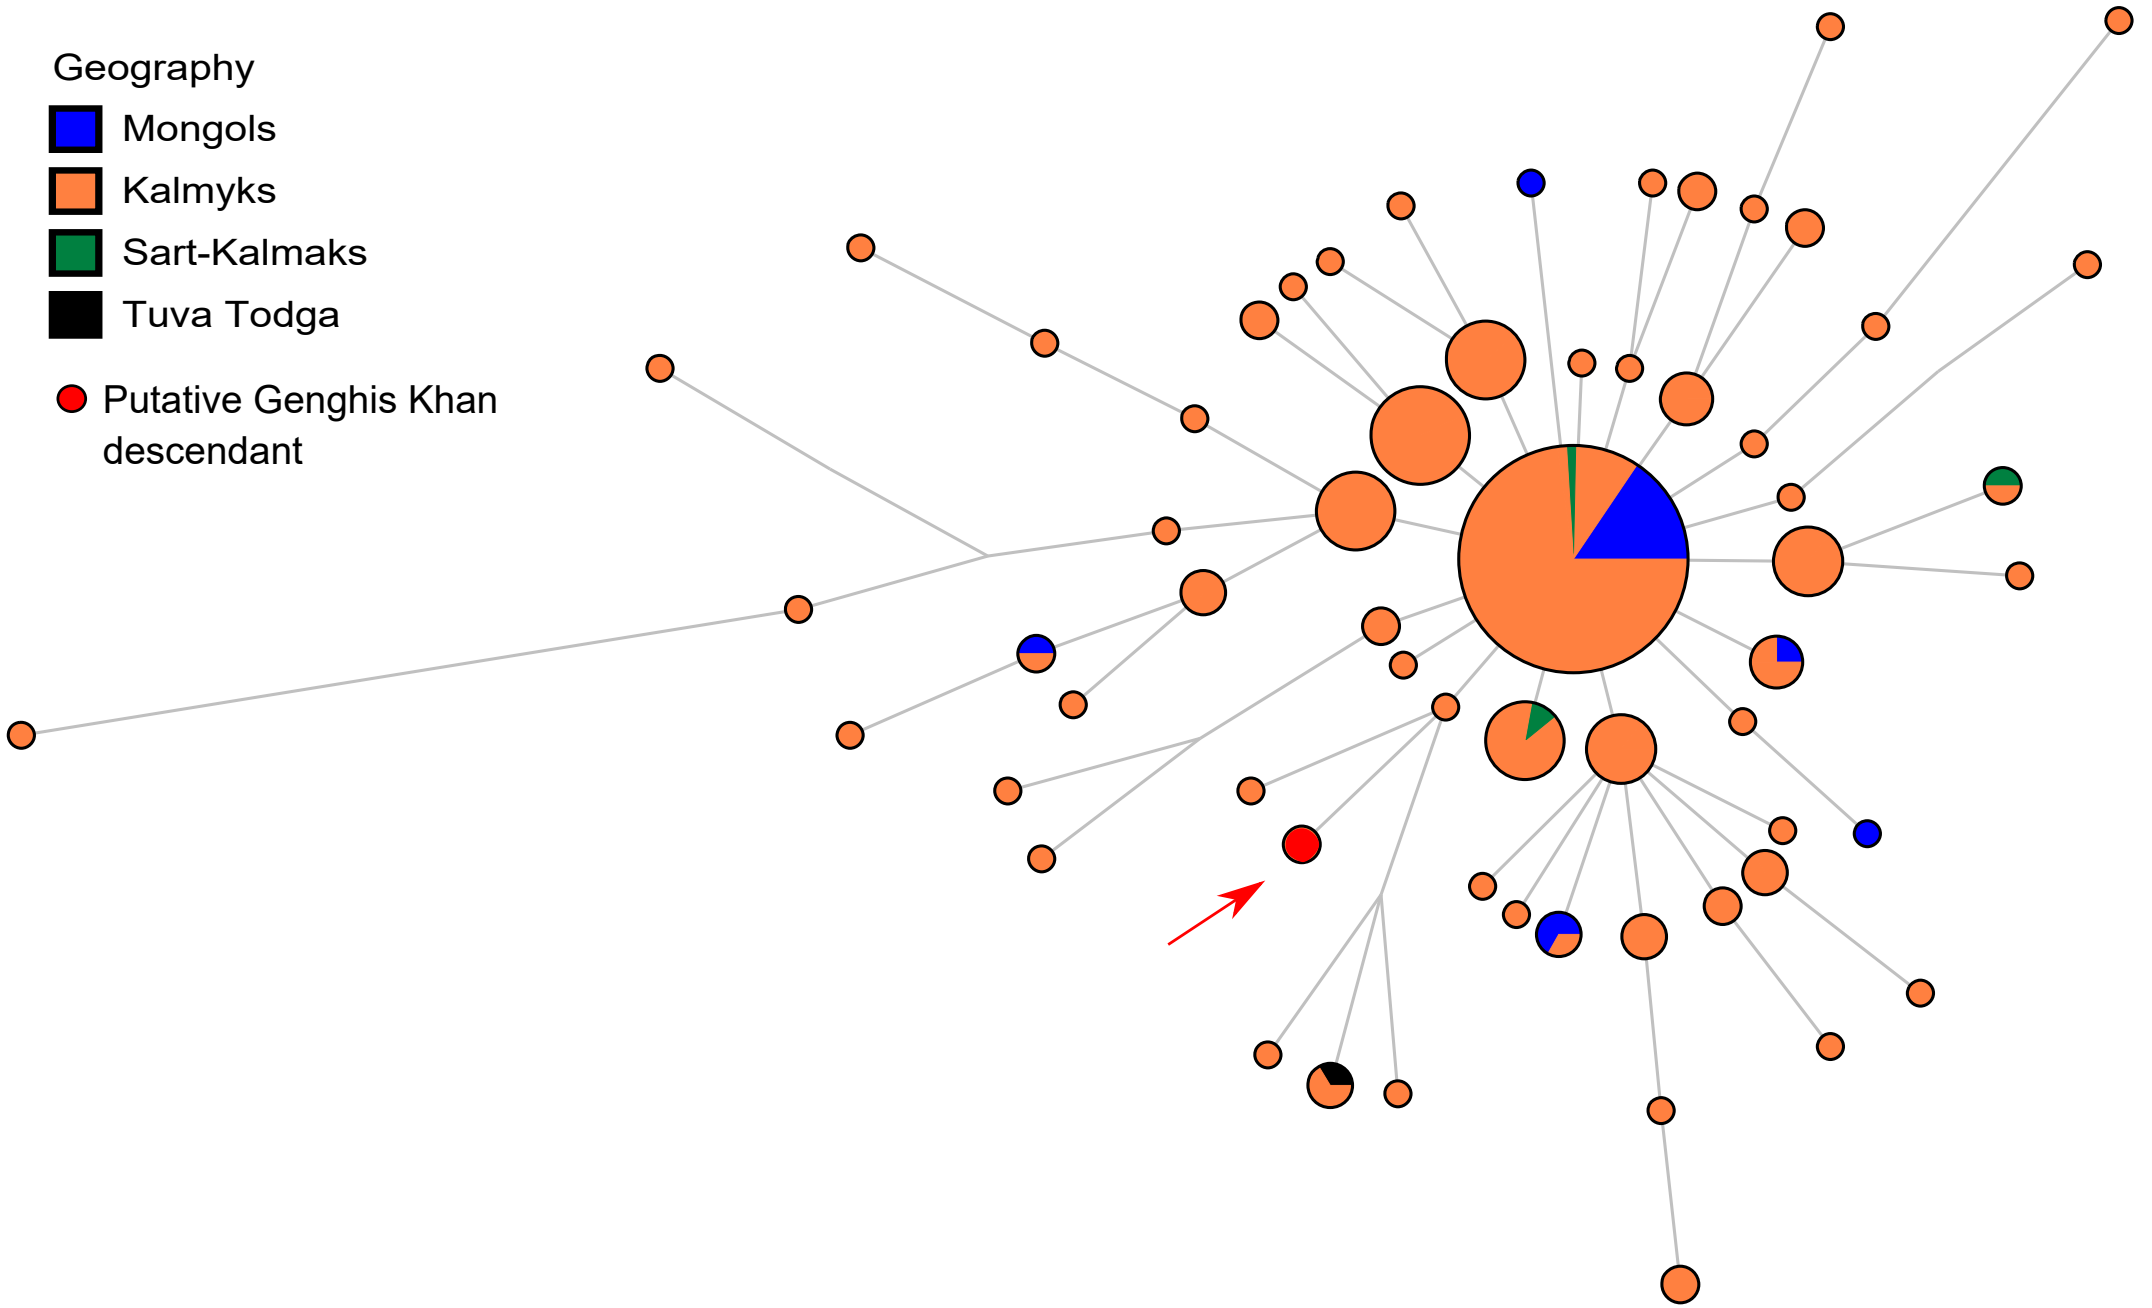 Geography
Mongols
Kalmyks
Sart-Kalmaks
Tuva Todga
Putative Genghis Khan
descendant